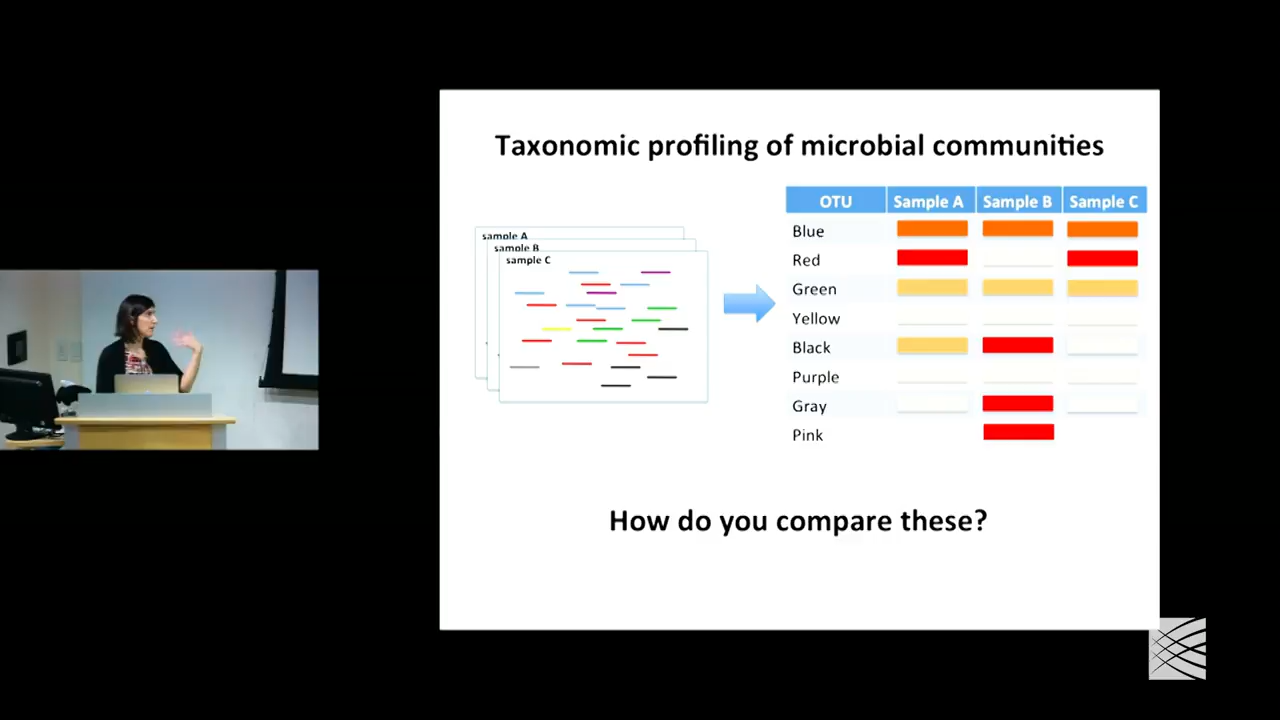 Taxonomic profiling of microbial communities
sample A
sample B
sample C
OTU Sample A Sample B Sample C
Blue
Red
Green
Yellow
Black
Purple
Gray
Pink
How do you compare these?